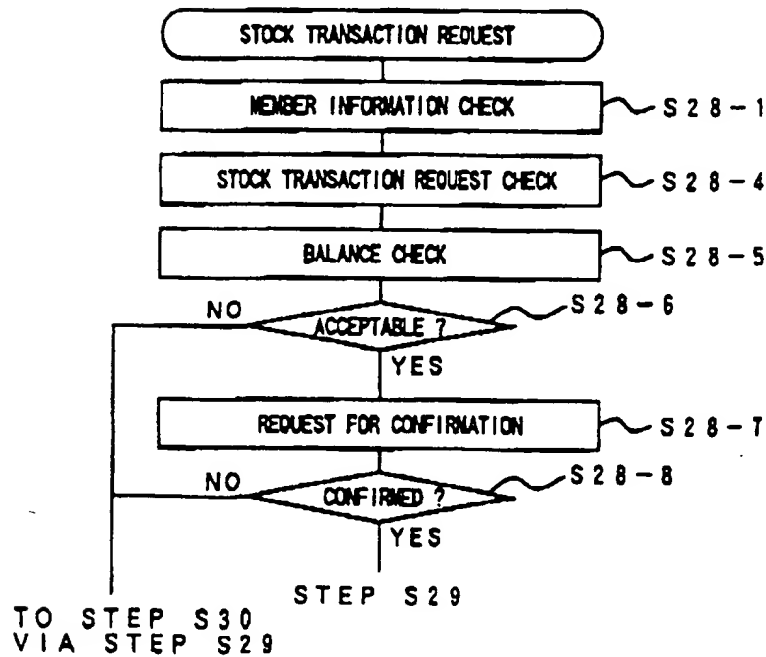 STOCK TRANSACTION REQUEST
MEMBER INFORMATION CHECK
S28-1
STOCK TRANSACTION REQUEST CHECK
S28-4
BALANCE CHECK
S28-5
NO
ACCEPTABLE ?
S28-6
YES
REQUEST FOR CONFIRMATION
S28-7
NO
CONFIRMED ?
S28-8
YES
STEP S29
TO STEP S30
VIA STEP S29